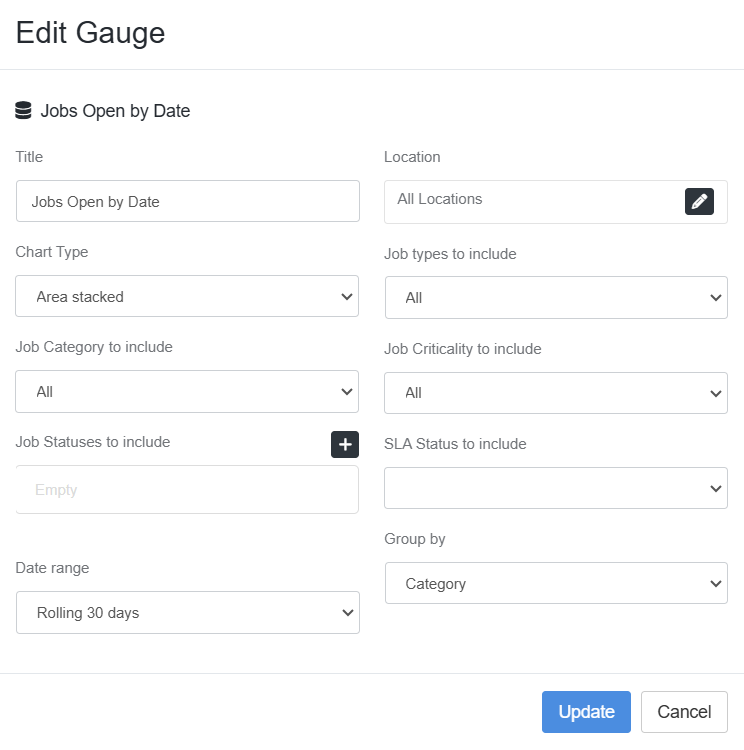 Edit Gauge
Jobs Open by Date
Title
Jobs Open by Date
Location
All Locations
Chart Type
Area stacked
Job types to include
All
Job Category to include
All
Job Criticality to include
All
Job Statuses to include
Empty
SLA Status to include
Group by
Category
Date range
Rolling 30 days
Update
Cancel